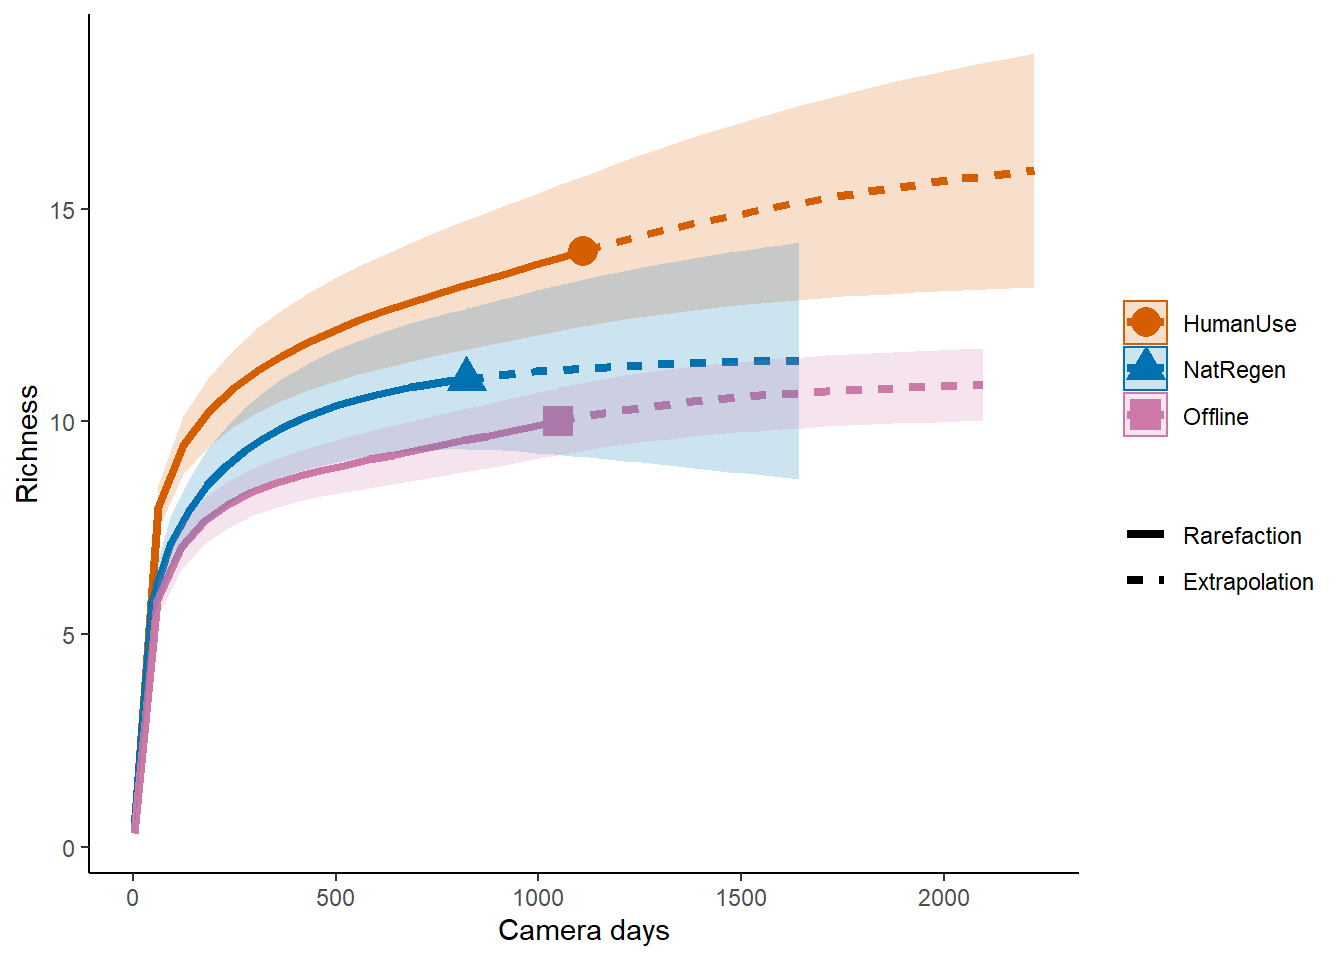 Richness
15
10
5
0
0
500
1000
1500
2000
Camera days
HumanUse
NatRegen
Offline
Rarefaction
Extrapolation